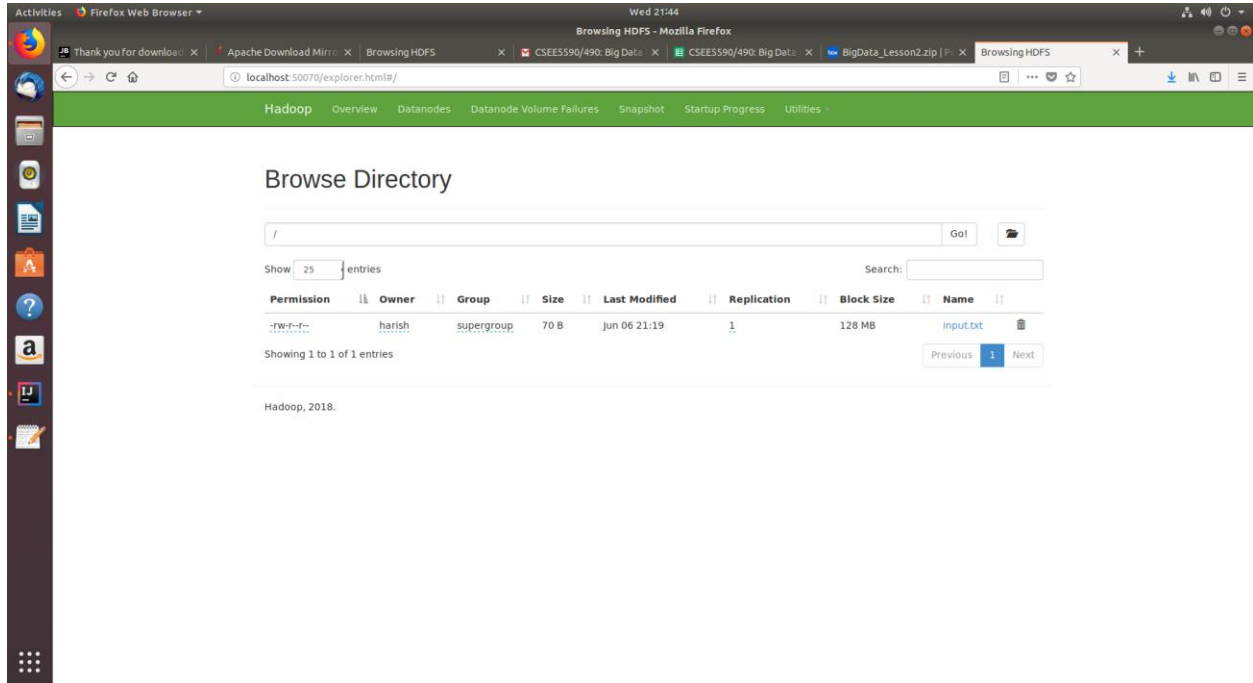 Activities Firefox Web Browser Wed 21:44
Browsing HDFS - Mozilla Firefox
Thank you for download Apache Download Mirro Browsing HDFS CSEE5590/490: Big Data CSEE5590/490: Big Data BigData_Lesson2.zip | Browsing HDFS
localhost:50070/explorer.html#/
Hadoop Overview Datanodes Datanode Volume Failures Snapshot Startup Progress Utilities
Browse Directory
/ Go!
Show 25 entries Search:
Permission Owner Group Size Last Modified Replication Block Size Name
-rw-r--r-- harish supergroup 70 B Jun 06 21:19 1 128 MB input.txt
Showing 1 to 1 of 1 entries Previous 1 Next
Hadoop, 2018.